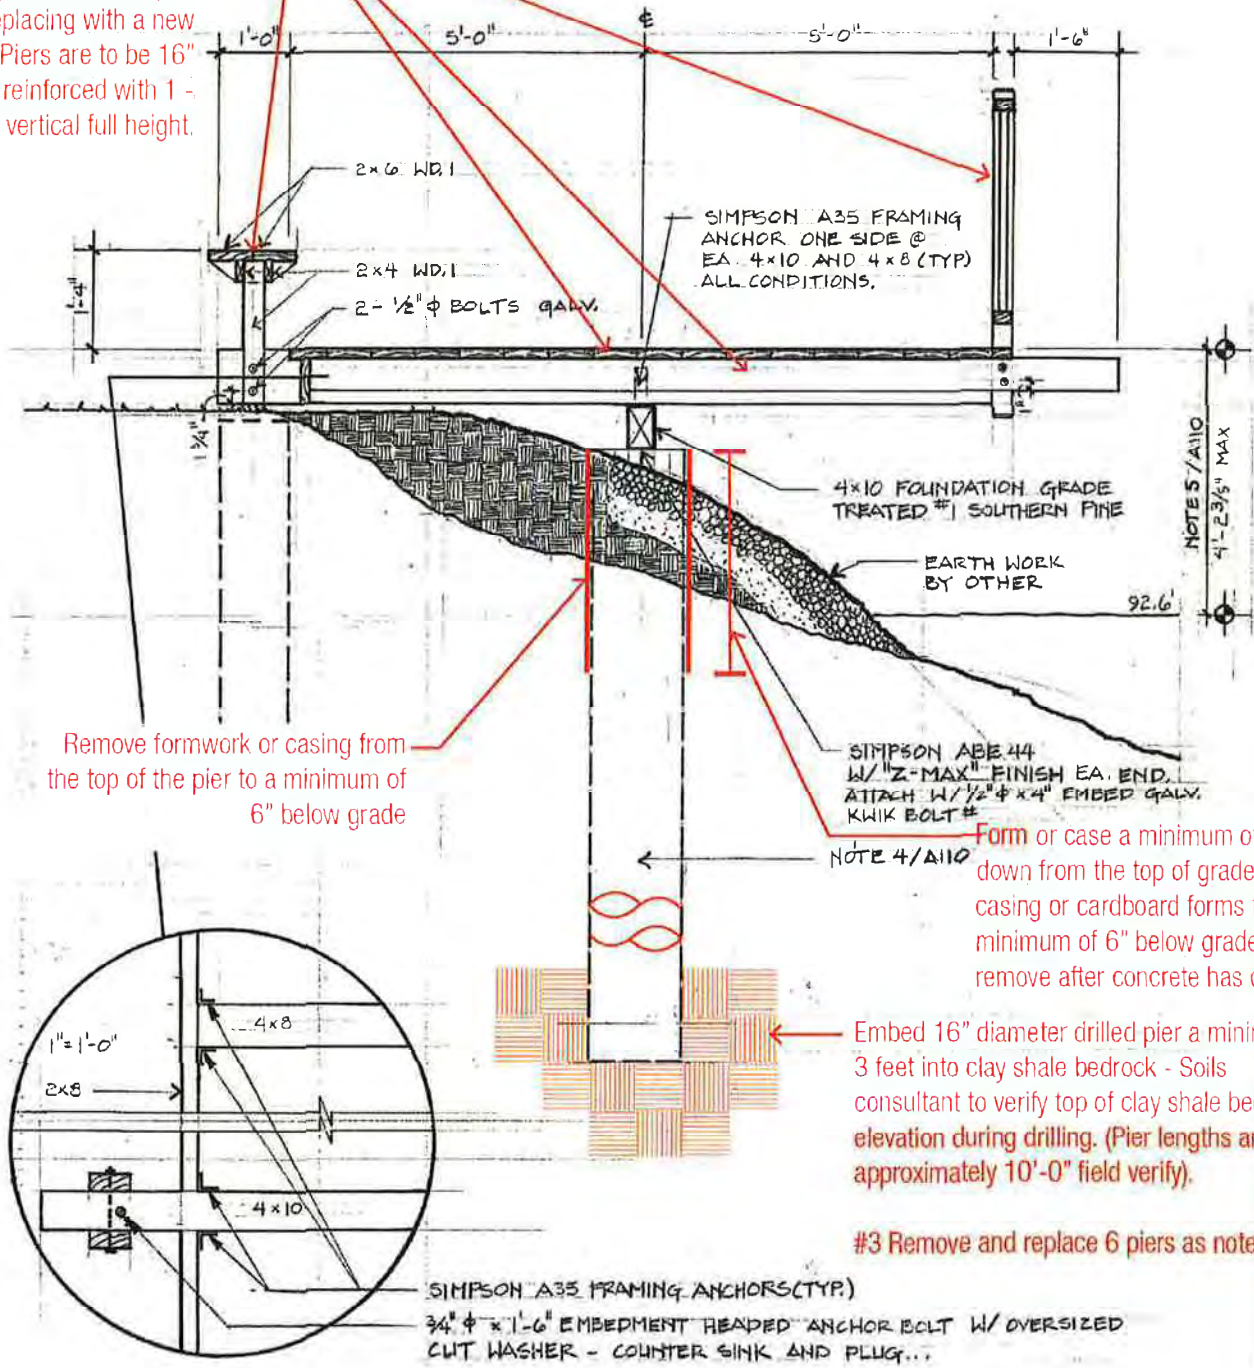 placing with a new
Piers are to be 16"
reinforced with 1 -
vertical full height.
1'-0"
5'-0"
℄
5'-0"
1'-6"
2×6 WD.1
SIMPSON A35 FRAMING
ANCHOR ONE SIDE @
EA. 4×10 AND 4×8 (TYP)
ALL CONDITIONS.
1'-4"
2×4 WD.1
2- 1/2" ⌀ BOLTS GALV.
1 3/4"
4×10 FOUNDATION GRADE
TREATED #1 SOUTHERN PINE
NOTE 5/A110
4'-2 3/8" MAX
EARTH WORK
BY OTHER
92.6'
Remove formwork or casing from
the top of the pier to a minimum of
6" below grade
SIMPSON ABE 44
W/ "Z-MAX" FINISH EA. END.
ATTACH W/ 1/2" ⌀ × 4" EMBED GALV.
KWIK BOLT #
NOTE 4/A110
Form or case a minimum o
down from the top of grade
casing or cardboard forms
minimum of 6" below grade
remove after concrete has
Embed 16" diameter drilled pier a mini
3 feet into clay shale bedrock - Soils
consultant to verify top of clay shale be
elevation during drilling. (Pier lengths ar
approximately 10'-0" field verify).
#3 Remove and replace 6 piers as note
1"=1'-0"
4×8
2×8
4×10
SIMPSON A35 FRAMING ANCHORS (TYP.)
3/4" ⌀ × 1'-6" EMBEDMENT HEADED ANCHOR BOLT W/ OVERSIZED
CUT WASHER - COUNTER SINK AND PLUG...